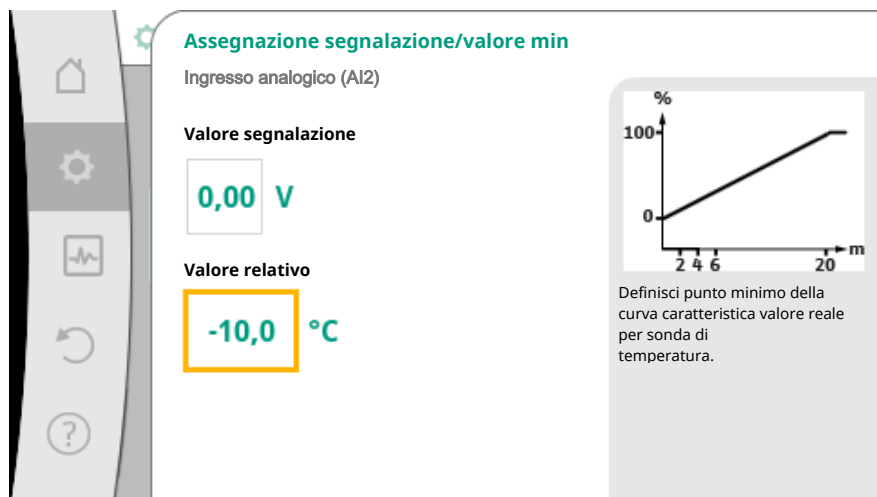 Assegnazione segnalazione/valore min
Ingresso analogico (AI2)
Valore segnalazione
0,00 V
Valore relativo
-10,0 °C
%
100
0
2 4 6 20
m
Definisci punto minimo della
curva caratteristica valore reale
per sonda di
temperatura.
?